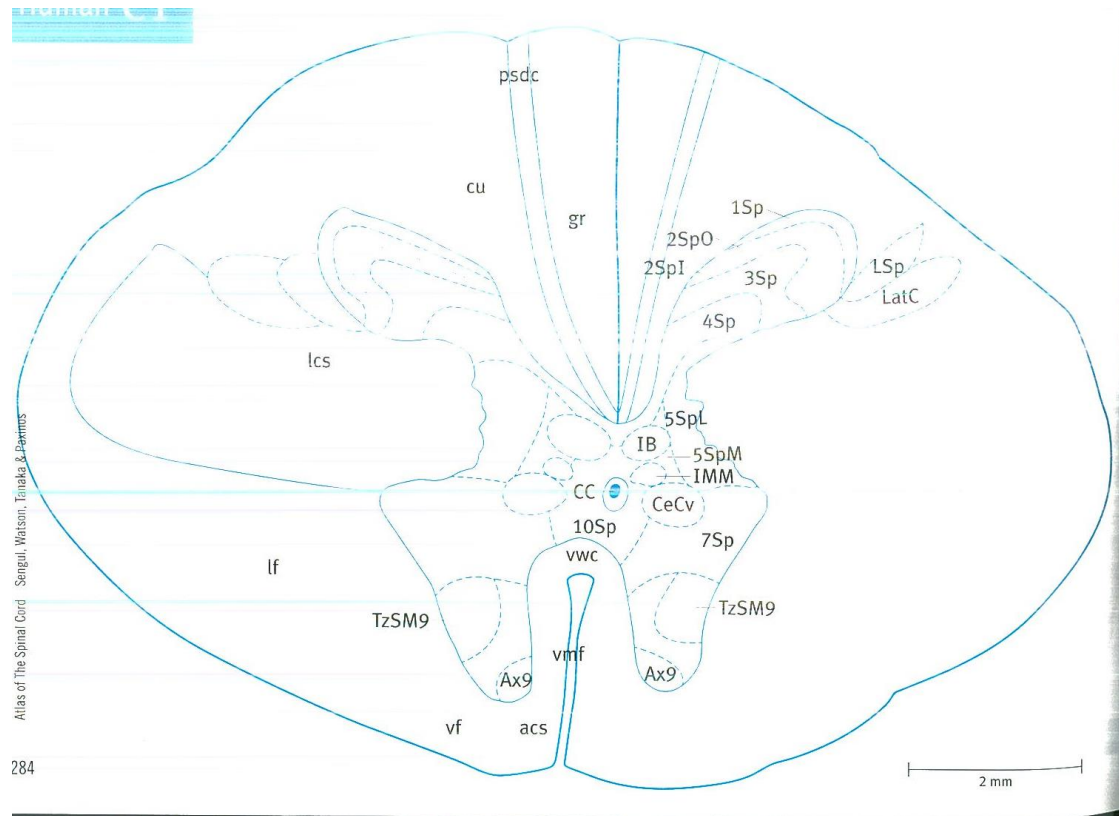 Human C1
psdc
cu
gr
1Sp
2SpO
2SpI
3Sp
LSp
LatC
4Sp
lcs
5SpL
IB
5SpM
IMM
CC
CeCv
10Sp
7Sp
vwc
lf
TzSM9
TzSM9
vmf
Ax9
Ax9
vf
acs
2 mm
284
Atlas of The Spinal Cord Sengul, Watson, Tanaka & Paxinos